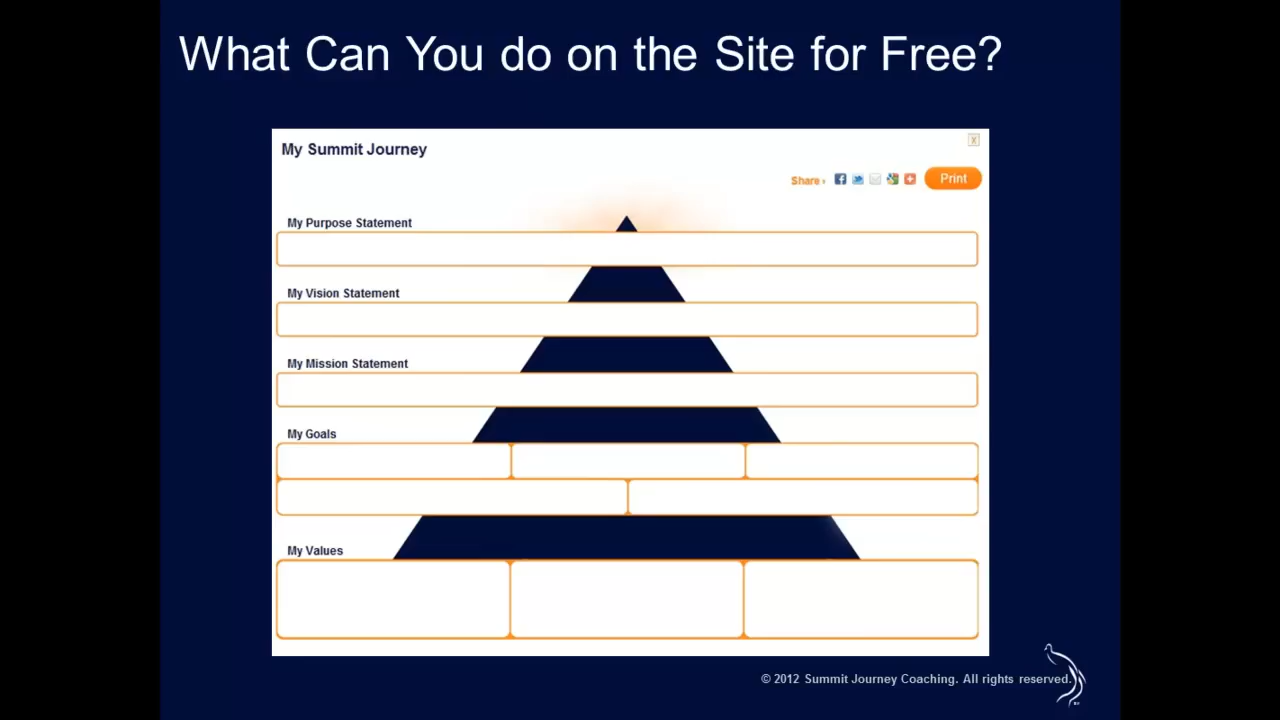 What Can You do on the Site for Free?
My Summit Journey
X
Share
Print
My Purpose Statement
My Vision Statement
My Mission Statement
My Goals
My Values
© 2012 Summit Journey Coaching. All rights reserved.